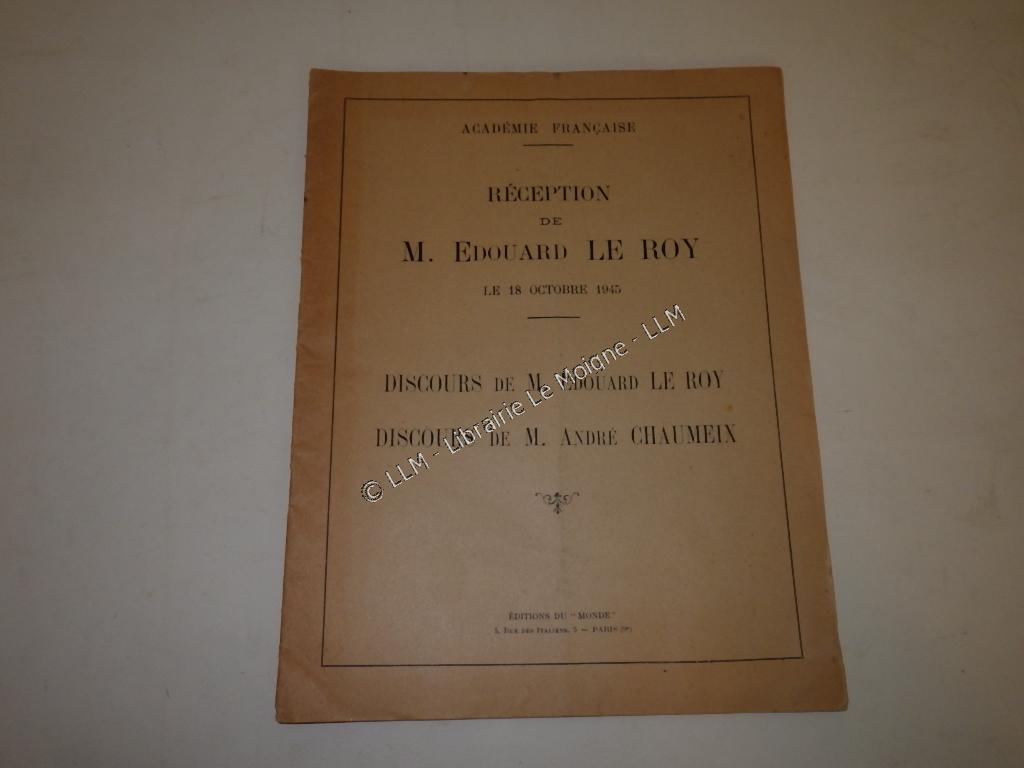 ACADÉMIE FRANÇAISE
RÉCEPTION
DE
M. EDOUARD LE ROY
LE 18 OCTOBRE 1945
DISCOURS DE M. EDOUARD LE ROY
DISCOURS DE M. ANDRÉ CHAUMEIX
© LLM - Librairie Le Moigne - LLM
ÉDITIONS DU "MONDE"
5, RUE DES ITALIENS, 5 — PARIS (9e)